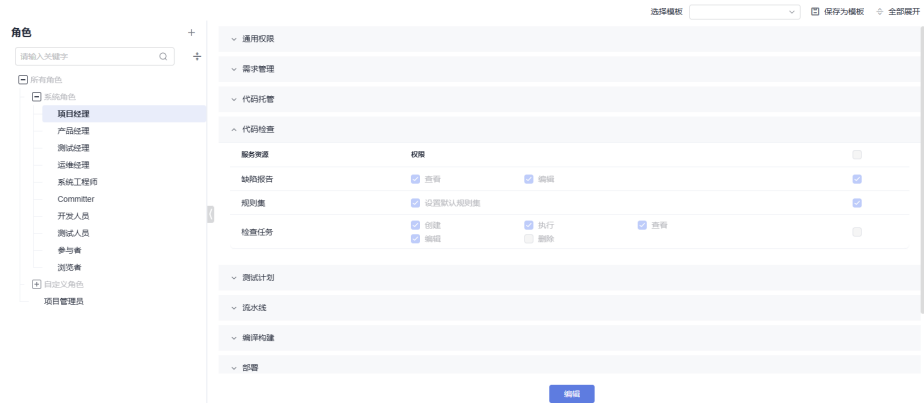 选择模板 保存为模板 全部展开
角色
请输入关键字
所有角色
系统角色
项目经理
产品经理
测试经理
运维经理
系统工程师
Committer
开发人员
测试人员
参与者
浏览者
自定义角色
项目管理员
通用权限
需求管理
代码托管
代码检查
服务资源 权限
缺陷报告 查看 编辑
规则集 设置默认规则集
检查任务 创建 执行 查看
编辑 删除
测试计划
流水线
编译构建
部署
编辑